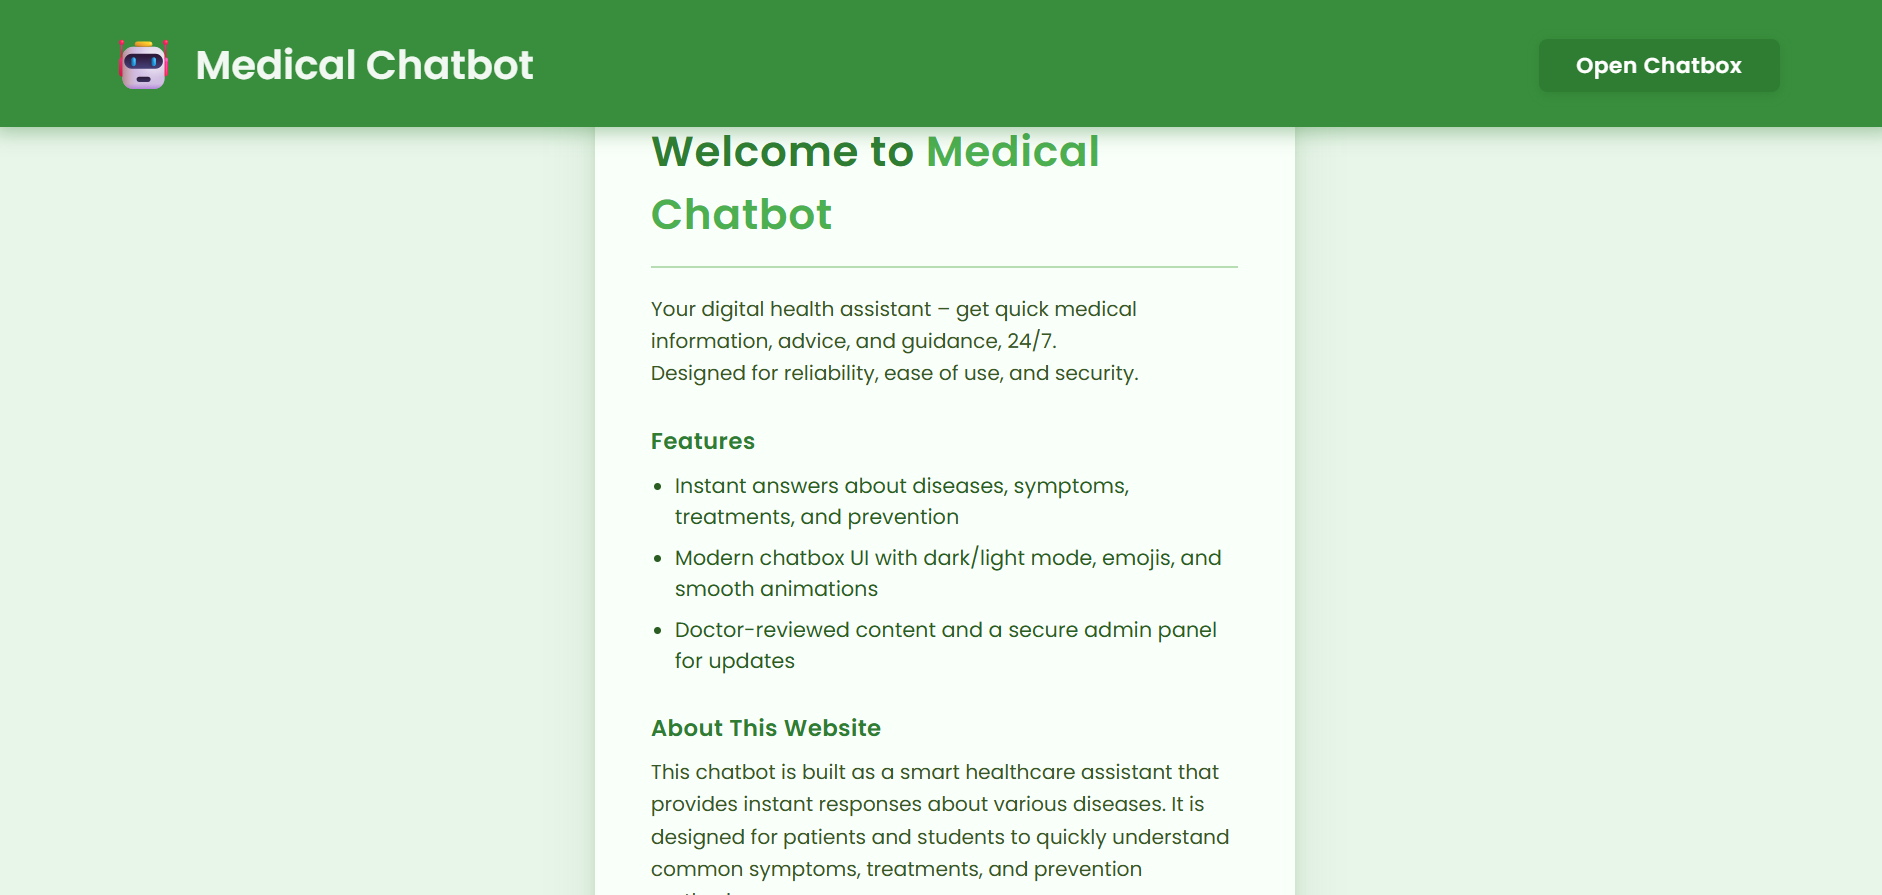 Medical Chatbot
Open Chatbox
Welcome to Medical
Chatbot
Your digital health assistant – get quick medical
information, advice, and guidance, 24/7.
Designed for reliability, ease of use, and security.
Features
• Instant answers about diseases, symptoms,
treatments, and prevention
• Modern chatbox UI with dark/light mode, emojis, and
smooth animations
• Doctor-reviewed content and a secure admin panel
for updates
About This Website
This chatbot is built as a smart healthcare assistant that
provides instant responses about various diseases. It is
designed for patients and students to quickly understand
common symptoms, treatments, and prevention